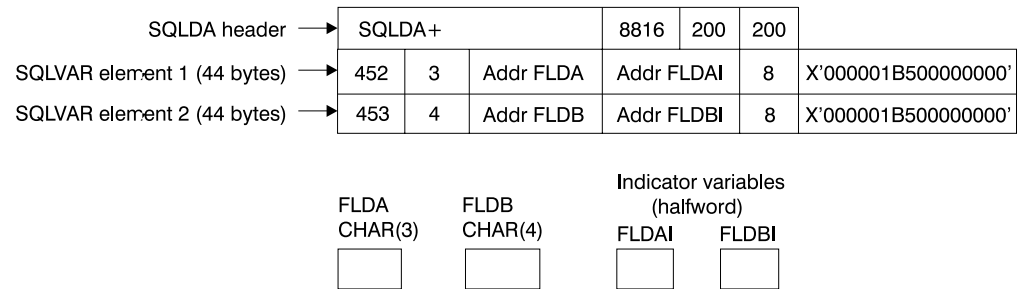 SQLDA header SQLDA+ 8816 200 200
SQLVAR element 1 (44 bytes) 452 3 Addr FLDA Addr FLDAI 8 X'000001B500000000'
SQLVAR element 2 (44 bytes) 453 4 Addr FLDB Addr FLDBI 8 X'000001B500000000'
Indicator variables
(halfword)
FLDA FLDB
CHAR(3) CHAR(4)
FLDAI FLDBI